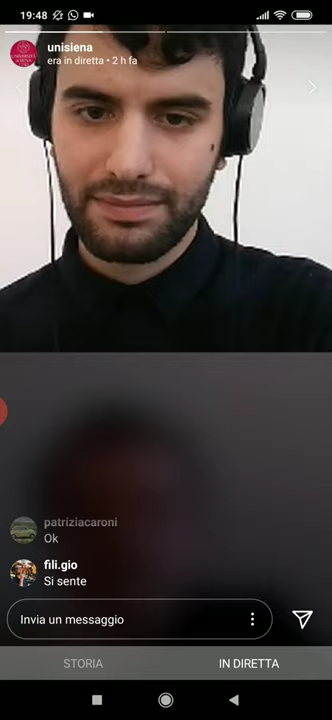 19:48
unisiena
era in diretta • 2 h fa
patriziacaroni
Ok
fili.gio
Si sente
Invia un messaggio
STORIA
IN DIRETTA